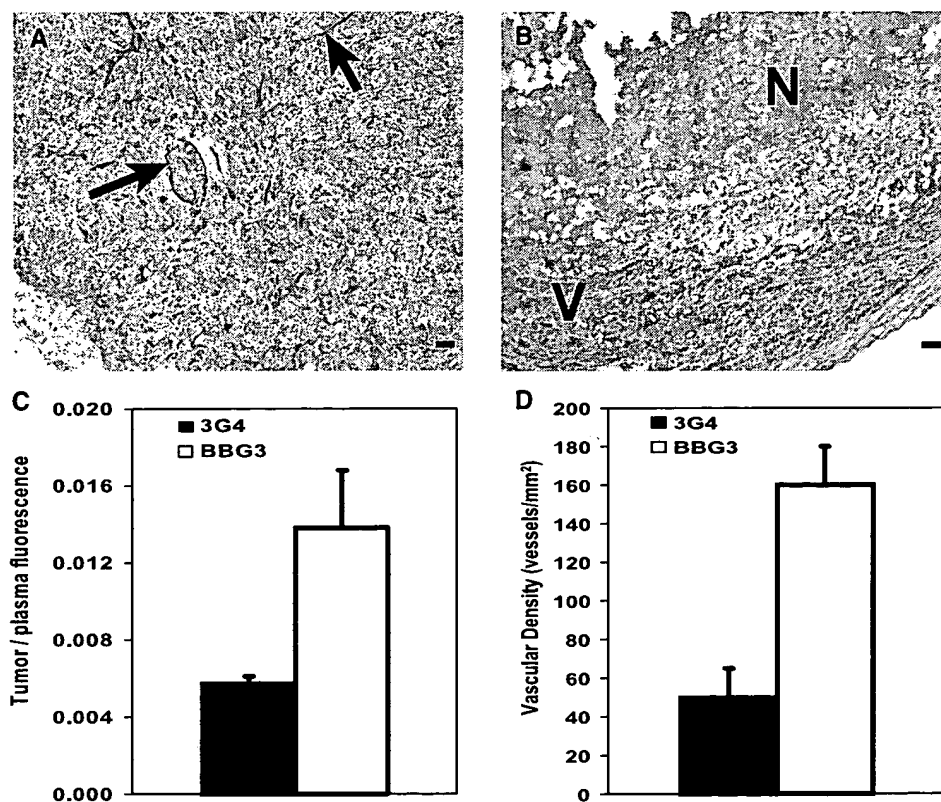 A
B
N
V
C
0.020
0.016
0.012
0.008
0.004
0.000
Tumor / plasma fluorescence
3G4
BBG3
D
200
180
160
140
120
100
80
60
40
20
0
Vascular Density (vessels/mm²)
3G4
BBG3